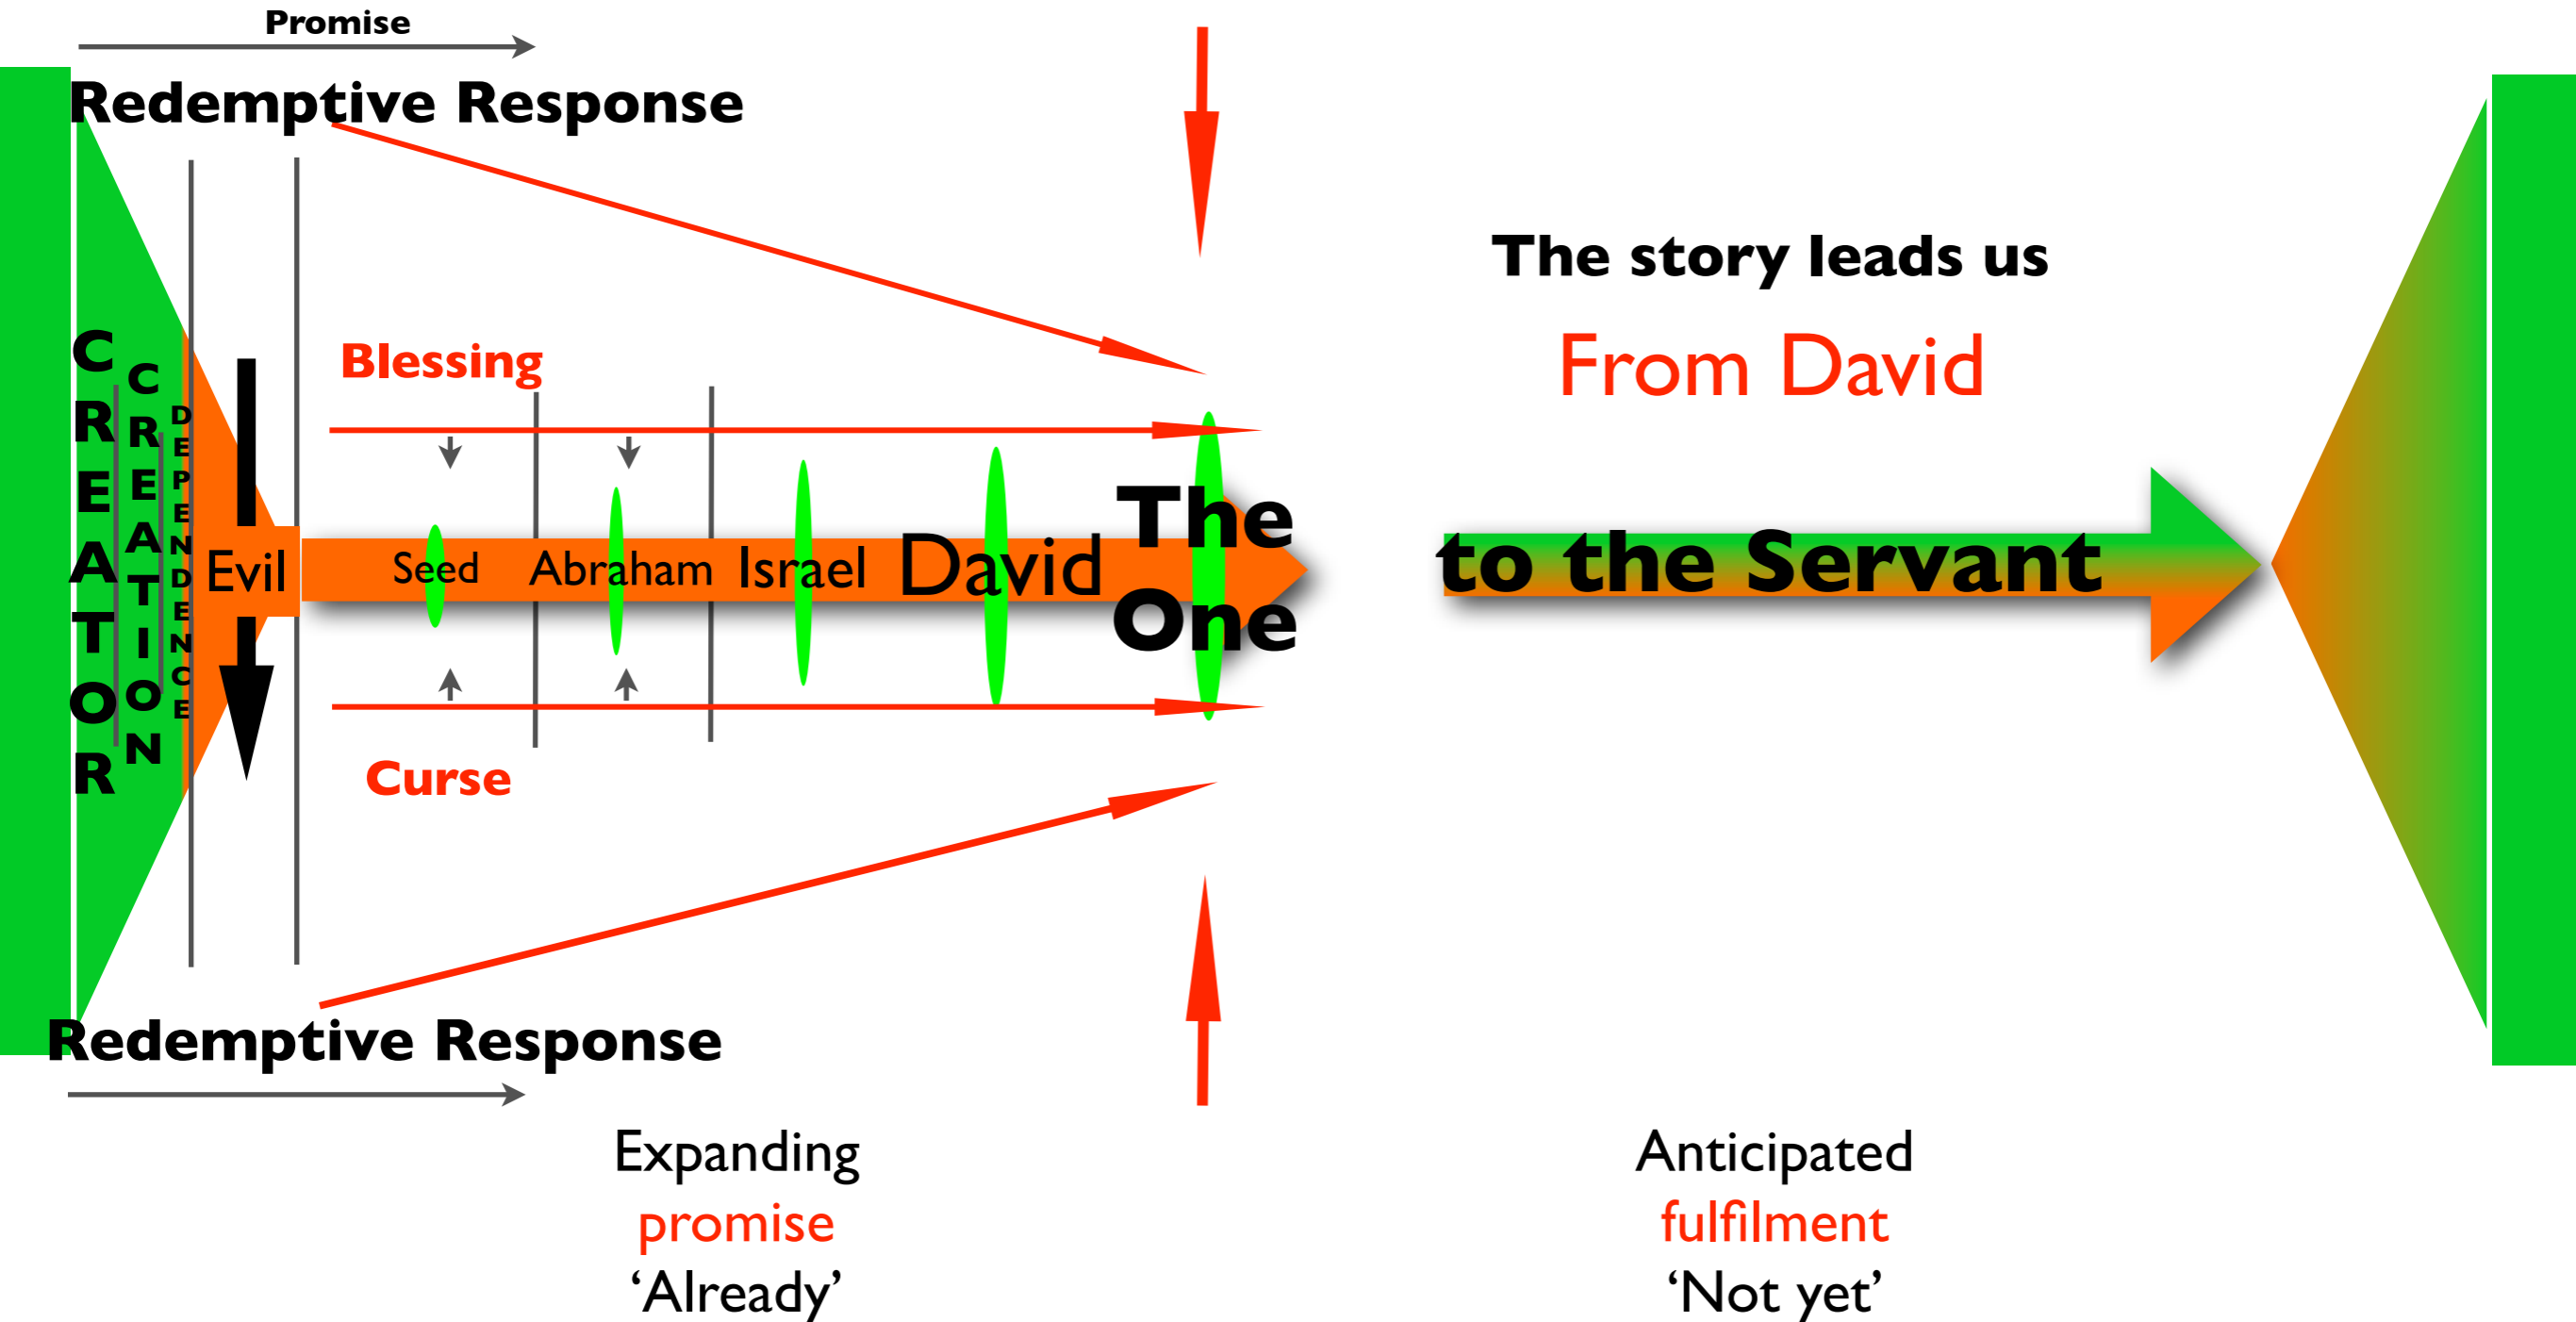 Promise
Redemptive Response
The story leads us
From David
Blessing
CREATOR
CREATION
DEPENDENCE
Evil
Seed
Abraham
Israel
David
The
One
to the Servant
Curse
Redemptive Response
Expanding
promise
‘Already’
Anticipated
fulfilment
‘Not yet’